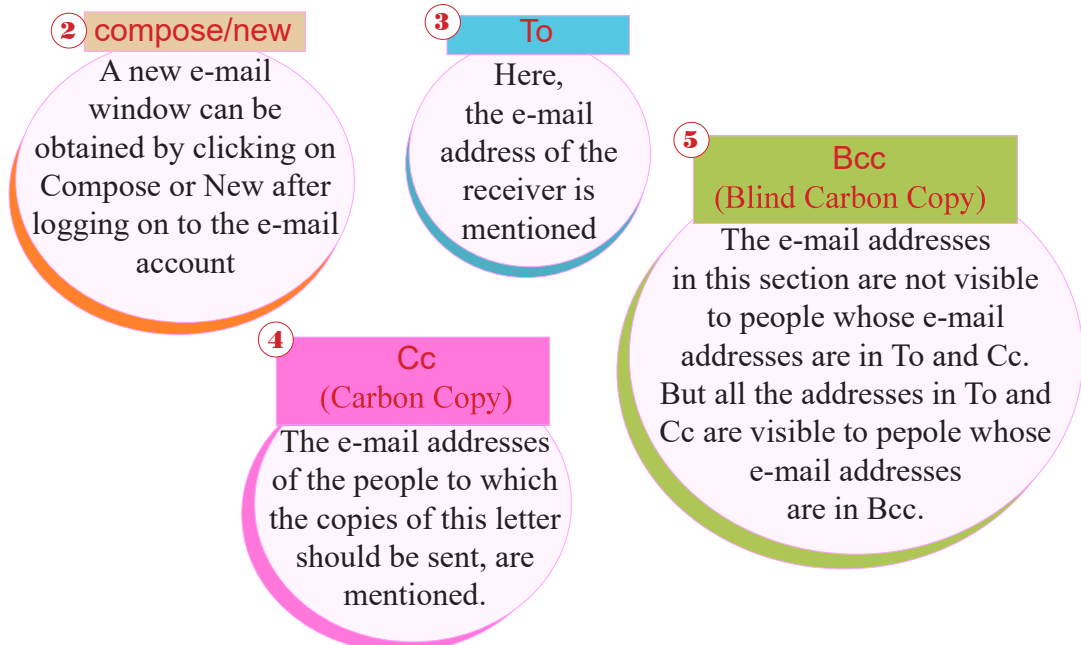 2
compose/new
A new e-mail
window can be
obtained by clicking on
Compose or New after
logging on to the e-mail
account
3
To
Here,
the e-mail
address of the
receiver is
mentioned
4
Cc
(Carbon Copy)
The e-mail addresses
of the people to which
the copies of this letter
should be sent, are
mentioned.
5
Bcc
(Blind Carbon Copy)
The e-mail addresses
in this section are not visible
to people whose e-mail
addresses are in To and Cc.
But all the addresses in To and
Cc are visible to pepole whose
e-mail addresses
are in Bcc.